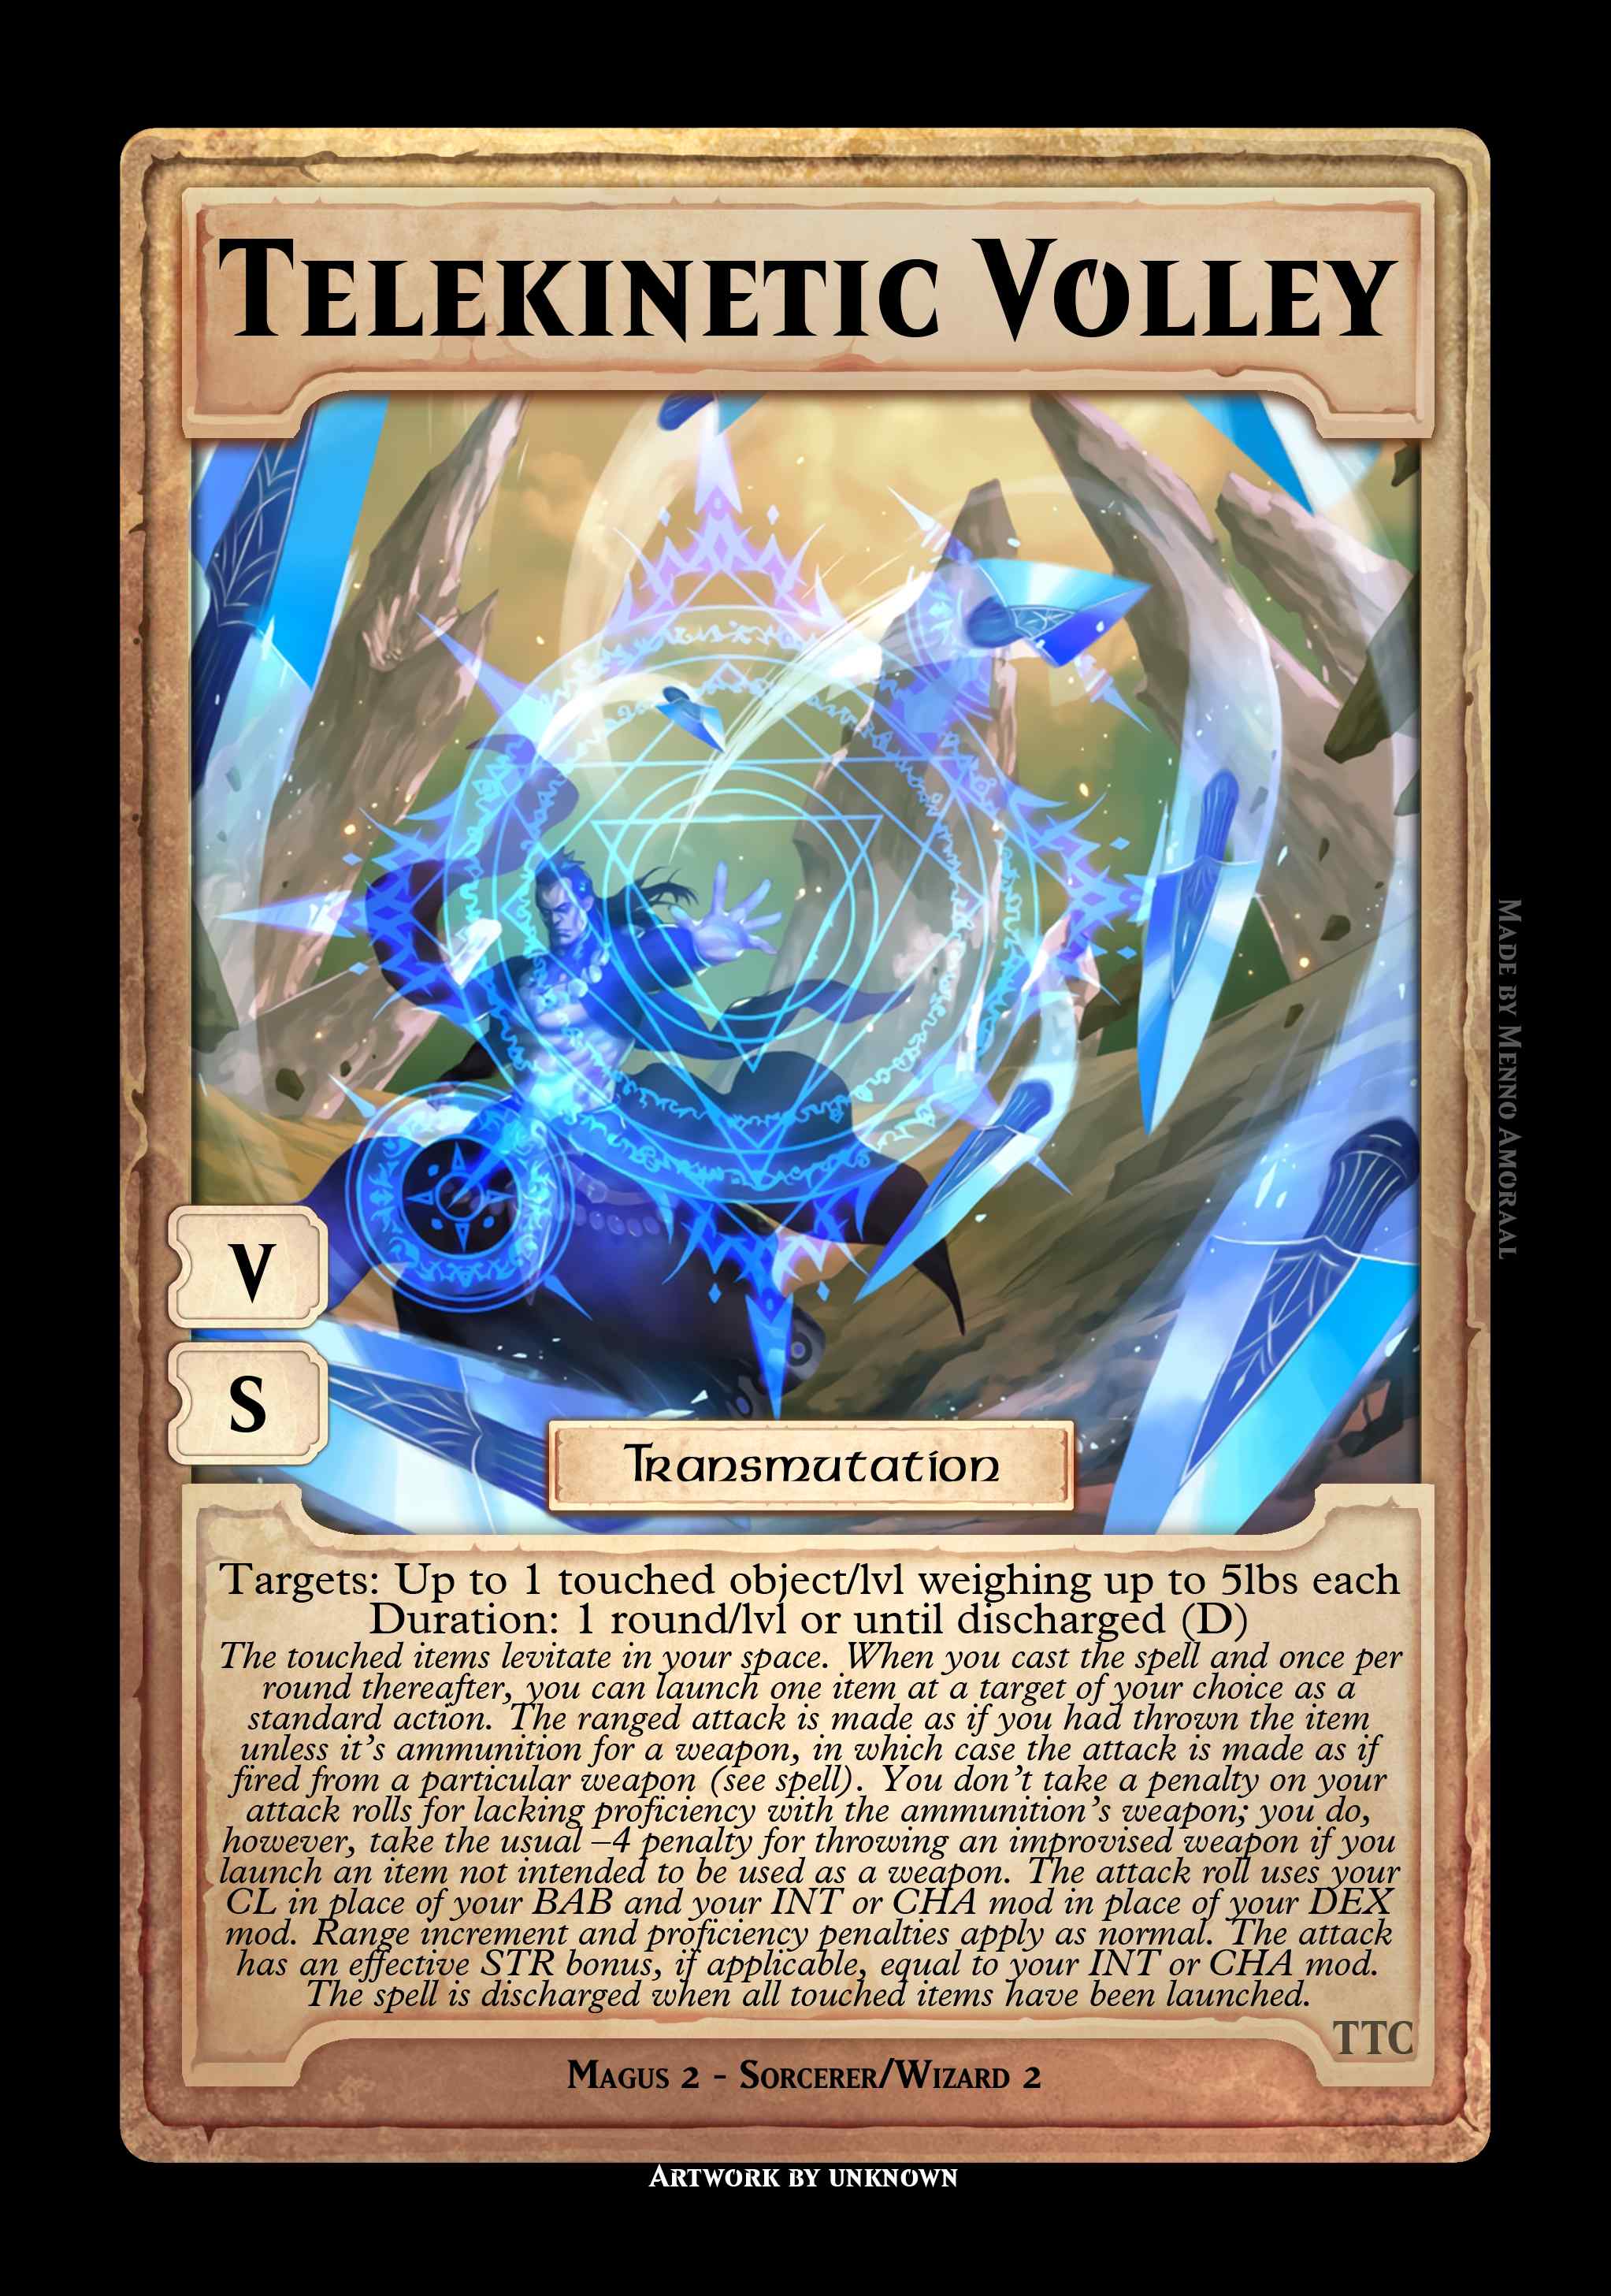 Telekinetic Volley
V
S
Transmutation
Targets: Up to 1 touched object/lvl weighing up to 5lbs each
Duration: 1 round/lvl or until discharged (D)
The touched items levitate in your space. When you cast the spell and once per
round thereafter, you can launch one item at a target of your choice as a
standard action. The ranged attack is made as if you had thrown the item
unless it's ammunition for a weapon, in which case the attack is made as if
fired from a particular weapon (see spell). You don't take a penalty on your
attack rolls for lacking proficiency with the ammunition's weapon; you do,
however, take the usual –4 penalty for throwing an improvised weapon if you
launch an item not intended to be used as a weapon. The attack roll uses your
CL in place of your BAB and your INT or CHA mod in place of your DEX
mod. Range increment and proficiency penalties apply as normal. The attack
has an effective STR bonus, if applicable, equal to your INT or CHA mod.
The spell is discharged when all touched items have been launched.
TTC
Magus 2 - Sorcerer/Wizard 2
Artwork by unknown
Made by Menno Amoraal